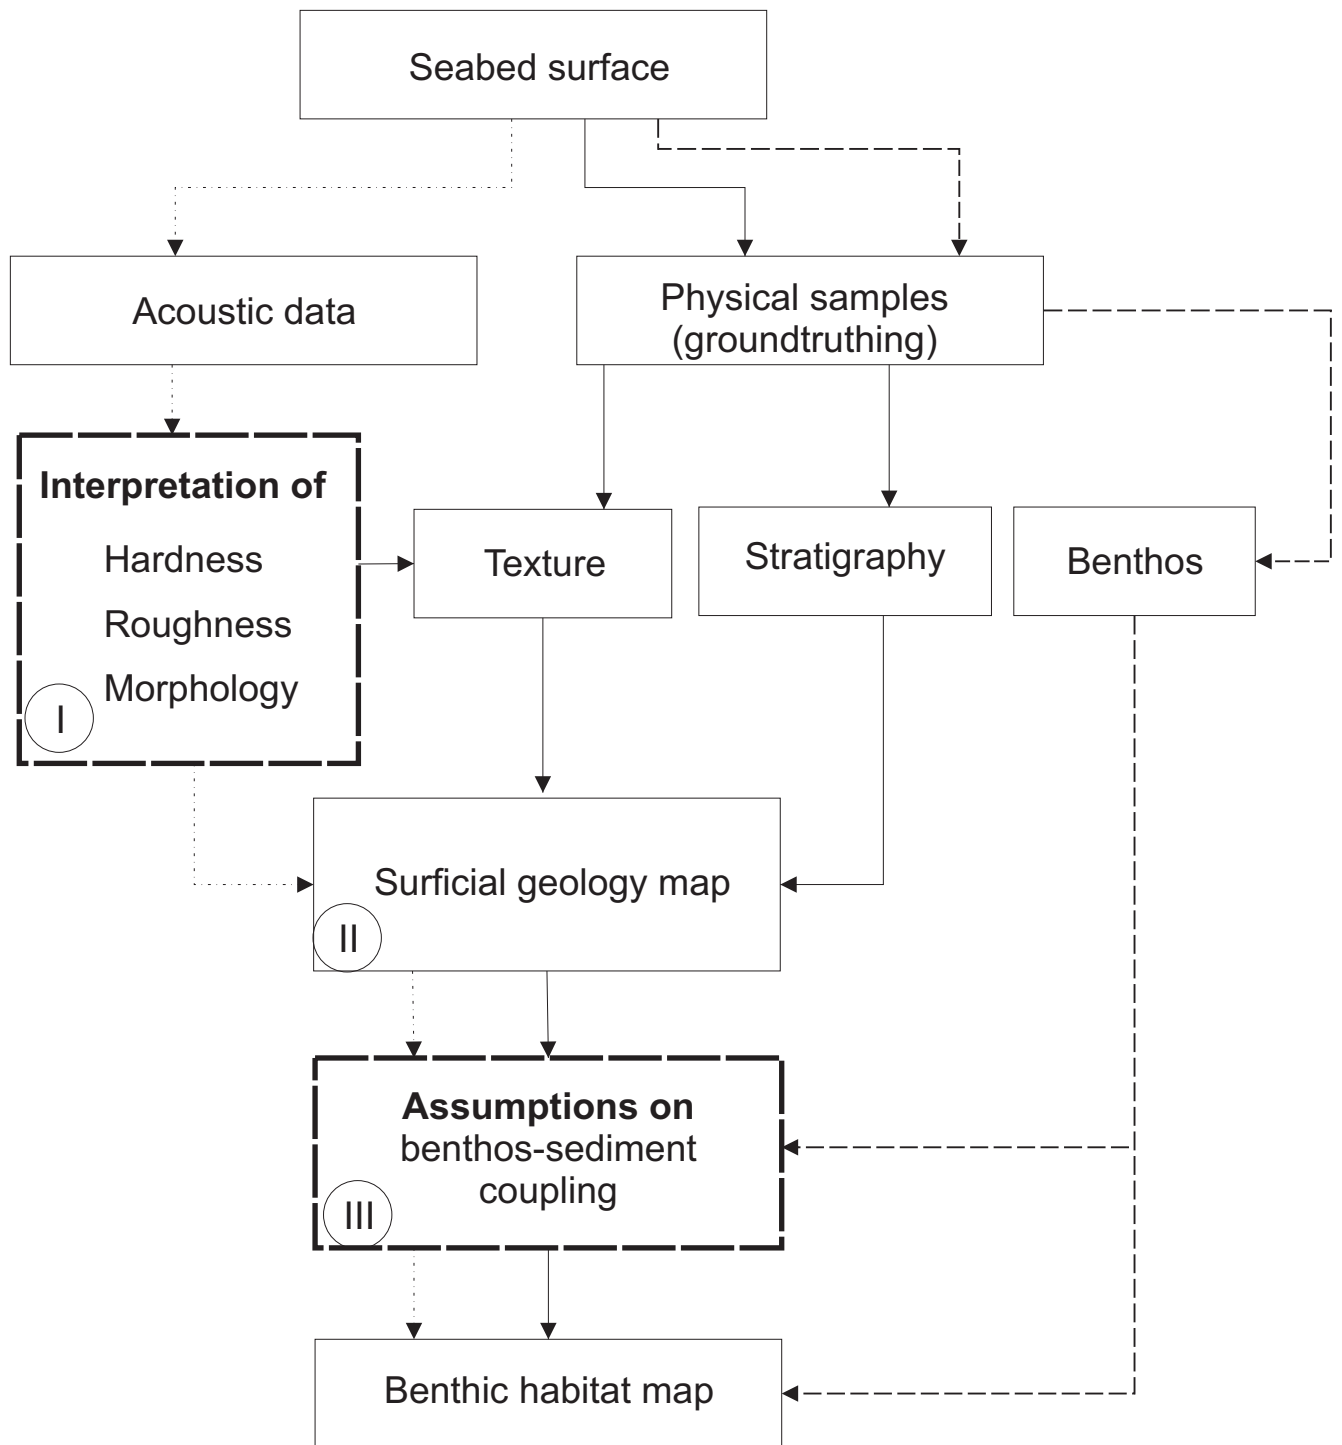 Seabed surface
Acoustic data
Physical samples
(groundtruthing)
Interpretation of
Hardness
Roughness
Morphology
I
Texture
Stratigraphy
Benthos
Surficial geology map
II
Assumptions on
benthos-sediment
coupling
III
Benthic habitat map